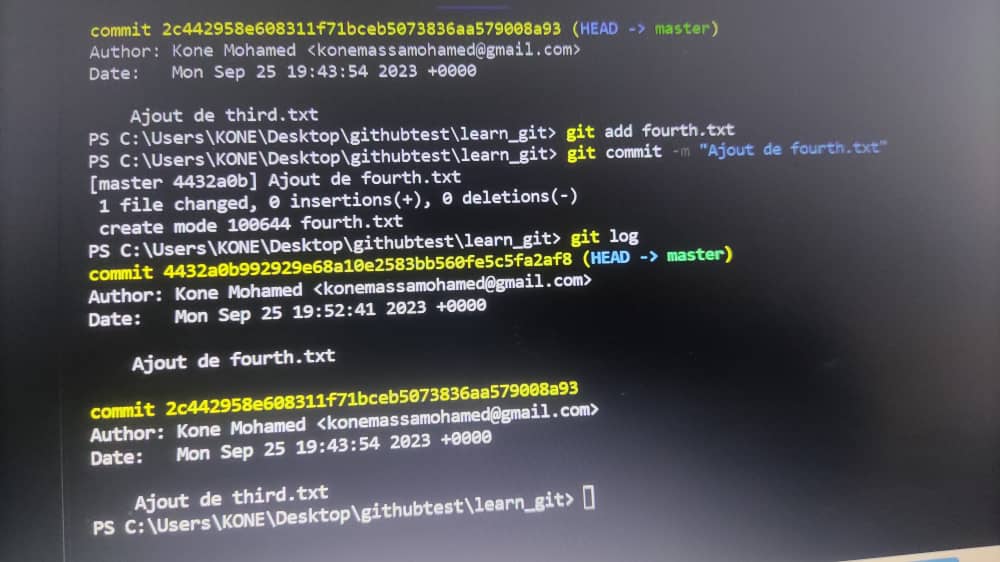 commit 2c442958e608311f71bceb5073836aa579008a93 (HEAD -> master)
Author: Kone Mohamed <konemassamohamed@gmail.com>
Date:   Mon Sep 25 19:43:54 2023 +0000
    Ajout de third.txt
PS C:\Users\KONE\Desktop\githubtest\learn_git> git add fourth.txt
PS C:\Users\KONE\Desktop\githubtest\learn_git> git commit -m "Ajout de fourth.txt"
[master 4432a0b] Ajout de fourth.txt
 1 file changed, 0 insertions(+), 0 deletions(-)
 create mode 100644 fourth.txt
PS C:\Users\KONE\Desktop\githubtest\learn_git> git log
commit 4432a0b992929e68a10e2583bb560fe5c5fa2af8 (HEAD -> master)
Author: Kone Mohamed <konemassamohamed@gmail.com>
Date:   Mon Sep 25 19:52:41 2023 +0000
    Ajout de fourth.txt
commit 2c442958e608311f71bceb5073836aa579008a93
Author: Kone Mohamed <konemassamohamed@gmail.com>
Date:   Mon Sep 25 19:43:54 2023 +0000
    Ajout de third.txt
PS C:\Users\KONE\Desktop\githubtest\learn_git>